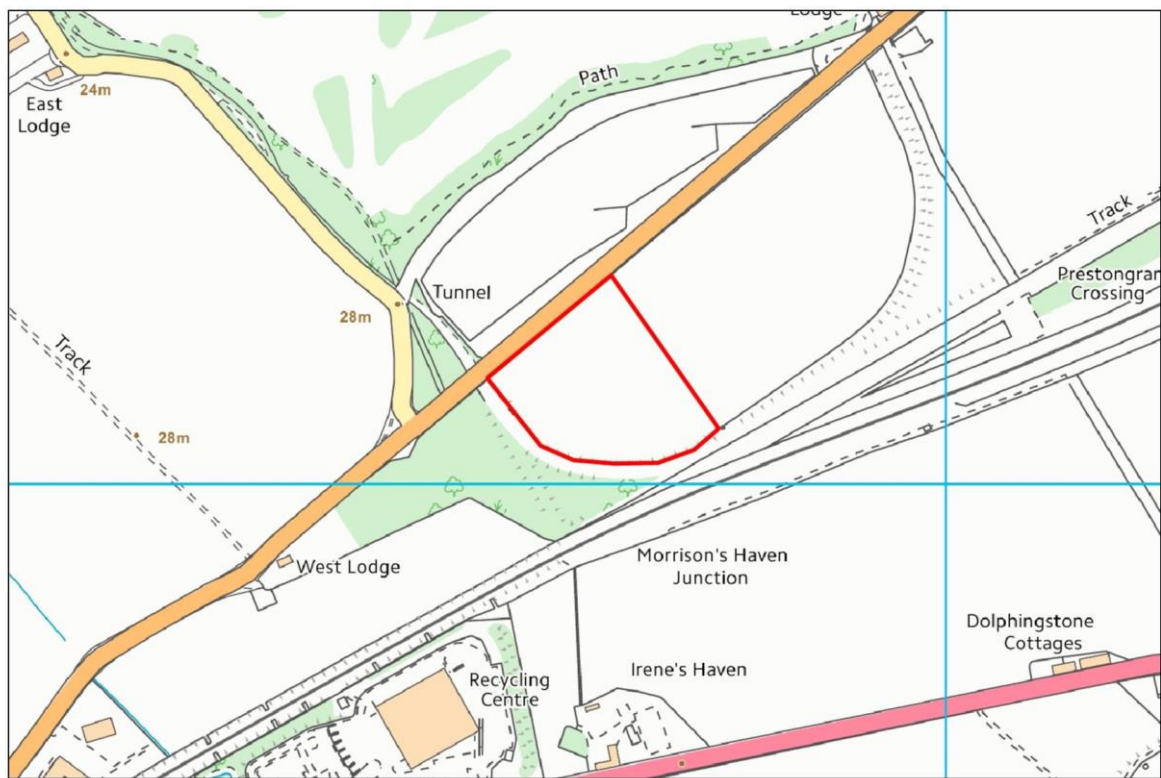 Lodge
Path
24m
East
Lodge
Track
Prestongran
Crossing
Tunnel
28m
Track
28m
West Lodge
Morrison's Haven
Junction
Dolphingstone
Cottages
Recycling
Centre
Irene's Haven